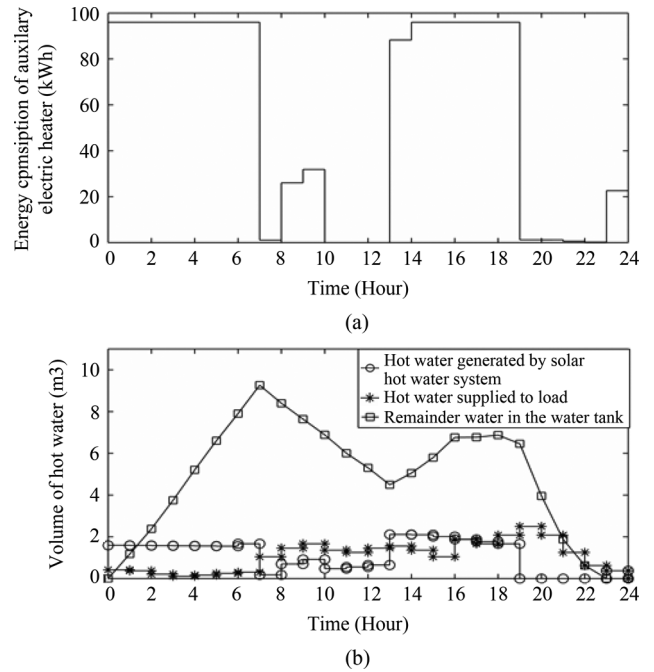 100
80
60
40
20
0
Energy cpmsiption of auxilary
electric heater (kWh)
0 2 4 6 8 10 12 14 16 18 20 22 24
Time (Hour)
(a)
10
8
6
4
2
0
Volume of hot water (m3)
Hot water generated by solar
hot water system
Hot water supplied to load
Remainder water in the water tank
0 2 4 6 8 10 12 14 16 18 20 22 24
Time (Hour)
(b)